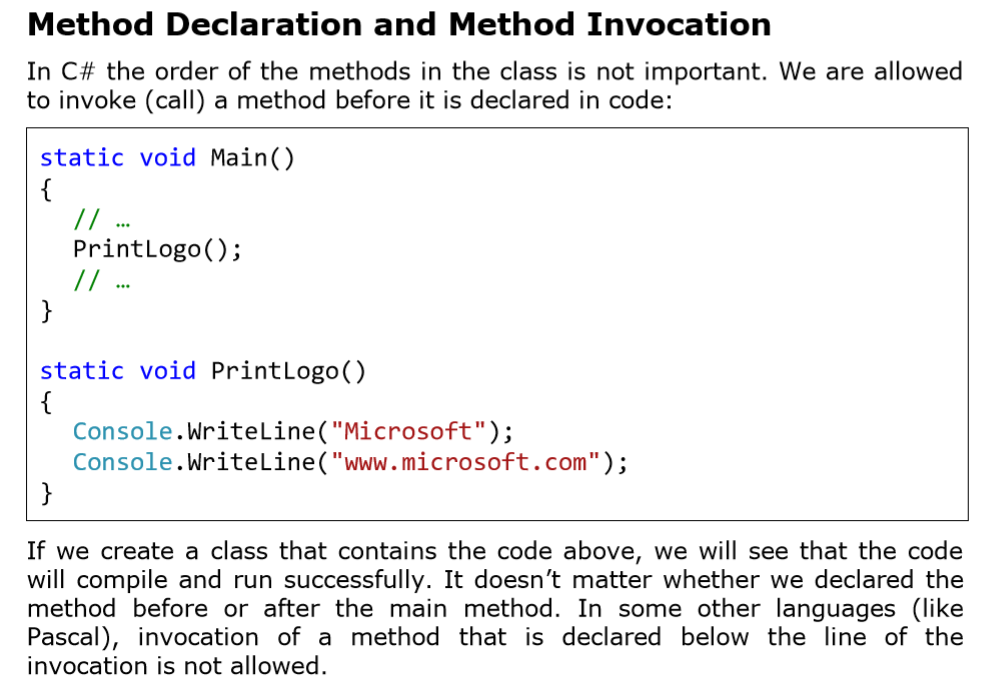 Method Declaration and Method Invocation
In C# the order of the methods in the class is not important. We are allowed
to invoke (call) a method before it is declared in code:
static void Main()
{
// …
PrintLogo();
// …
}
static void PrintLogo()
{
Console.WriteLine("Microsoft");
Console.WriteLine("www.microsoft.com");
}
If we create a class that contains the code above, we will see that the code
will compile and run successfully. It doesn’t matter whether we declared the
method before or after the main method. In some other languages (like
Pascal), invocation of a method that is declared below the line of the
invocation is not allowed.